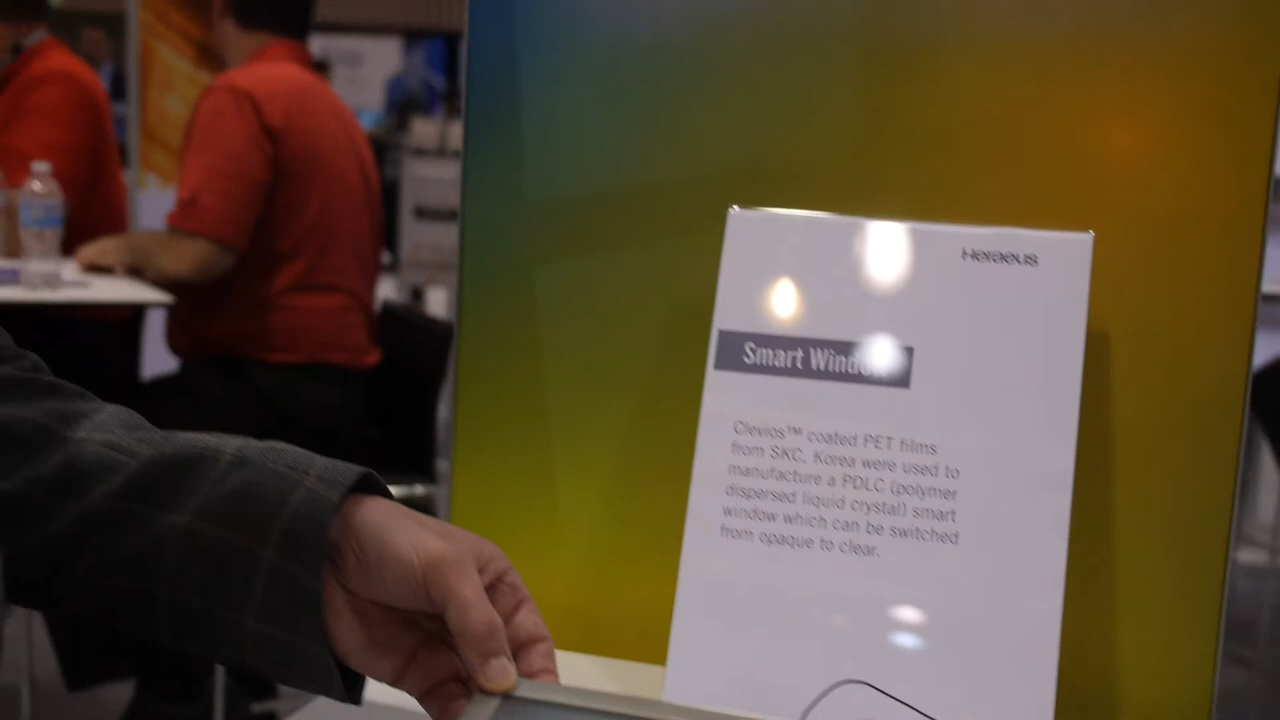 Heraeus
Smart Window
Clevios™ coated PET films
from SKC, Korea were used to
manufacture a PDLC (polymer
dispersed liquid crystal) smart
window which can be switched
from opaque to clear.